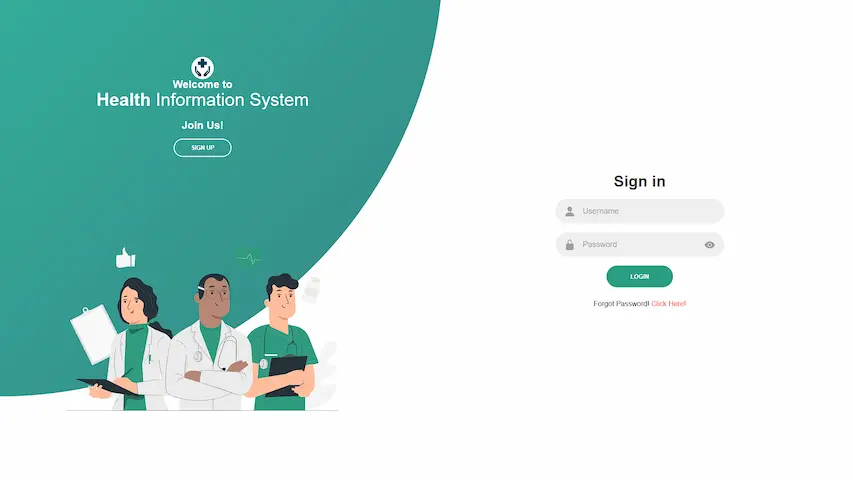 Welcome to
Health Information System
Join Us!
SIGN UP
Sign in
Username
Password
LOGIN
Forgot Password! Click Here!